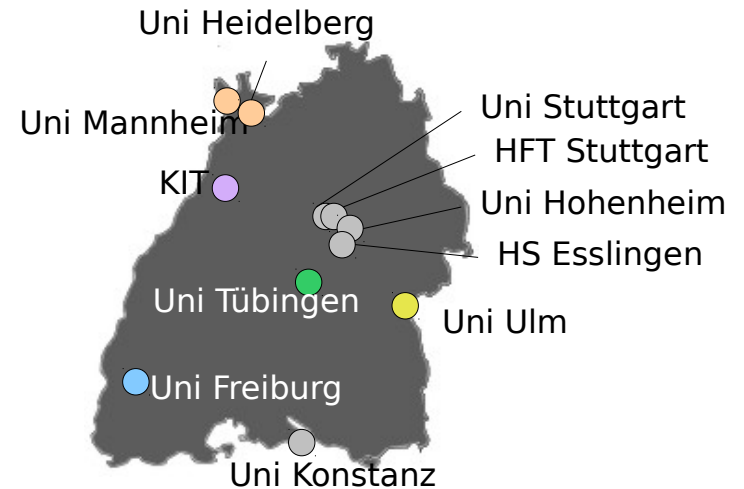 Uni Heidelberg
Uni Mannheim
Uni Stuttgart
HFT Stuttgart
KIT
Uni Hohenheim
HS Esslingen
Uni Tübingen
Uni Ulm
Uni Freiburg
Uni Konstanz